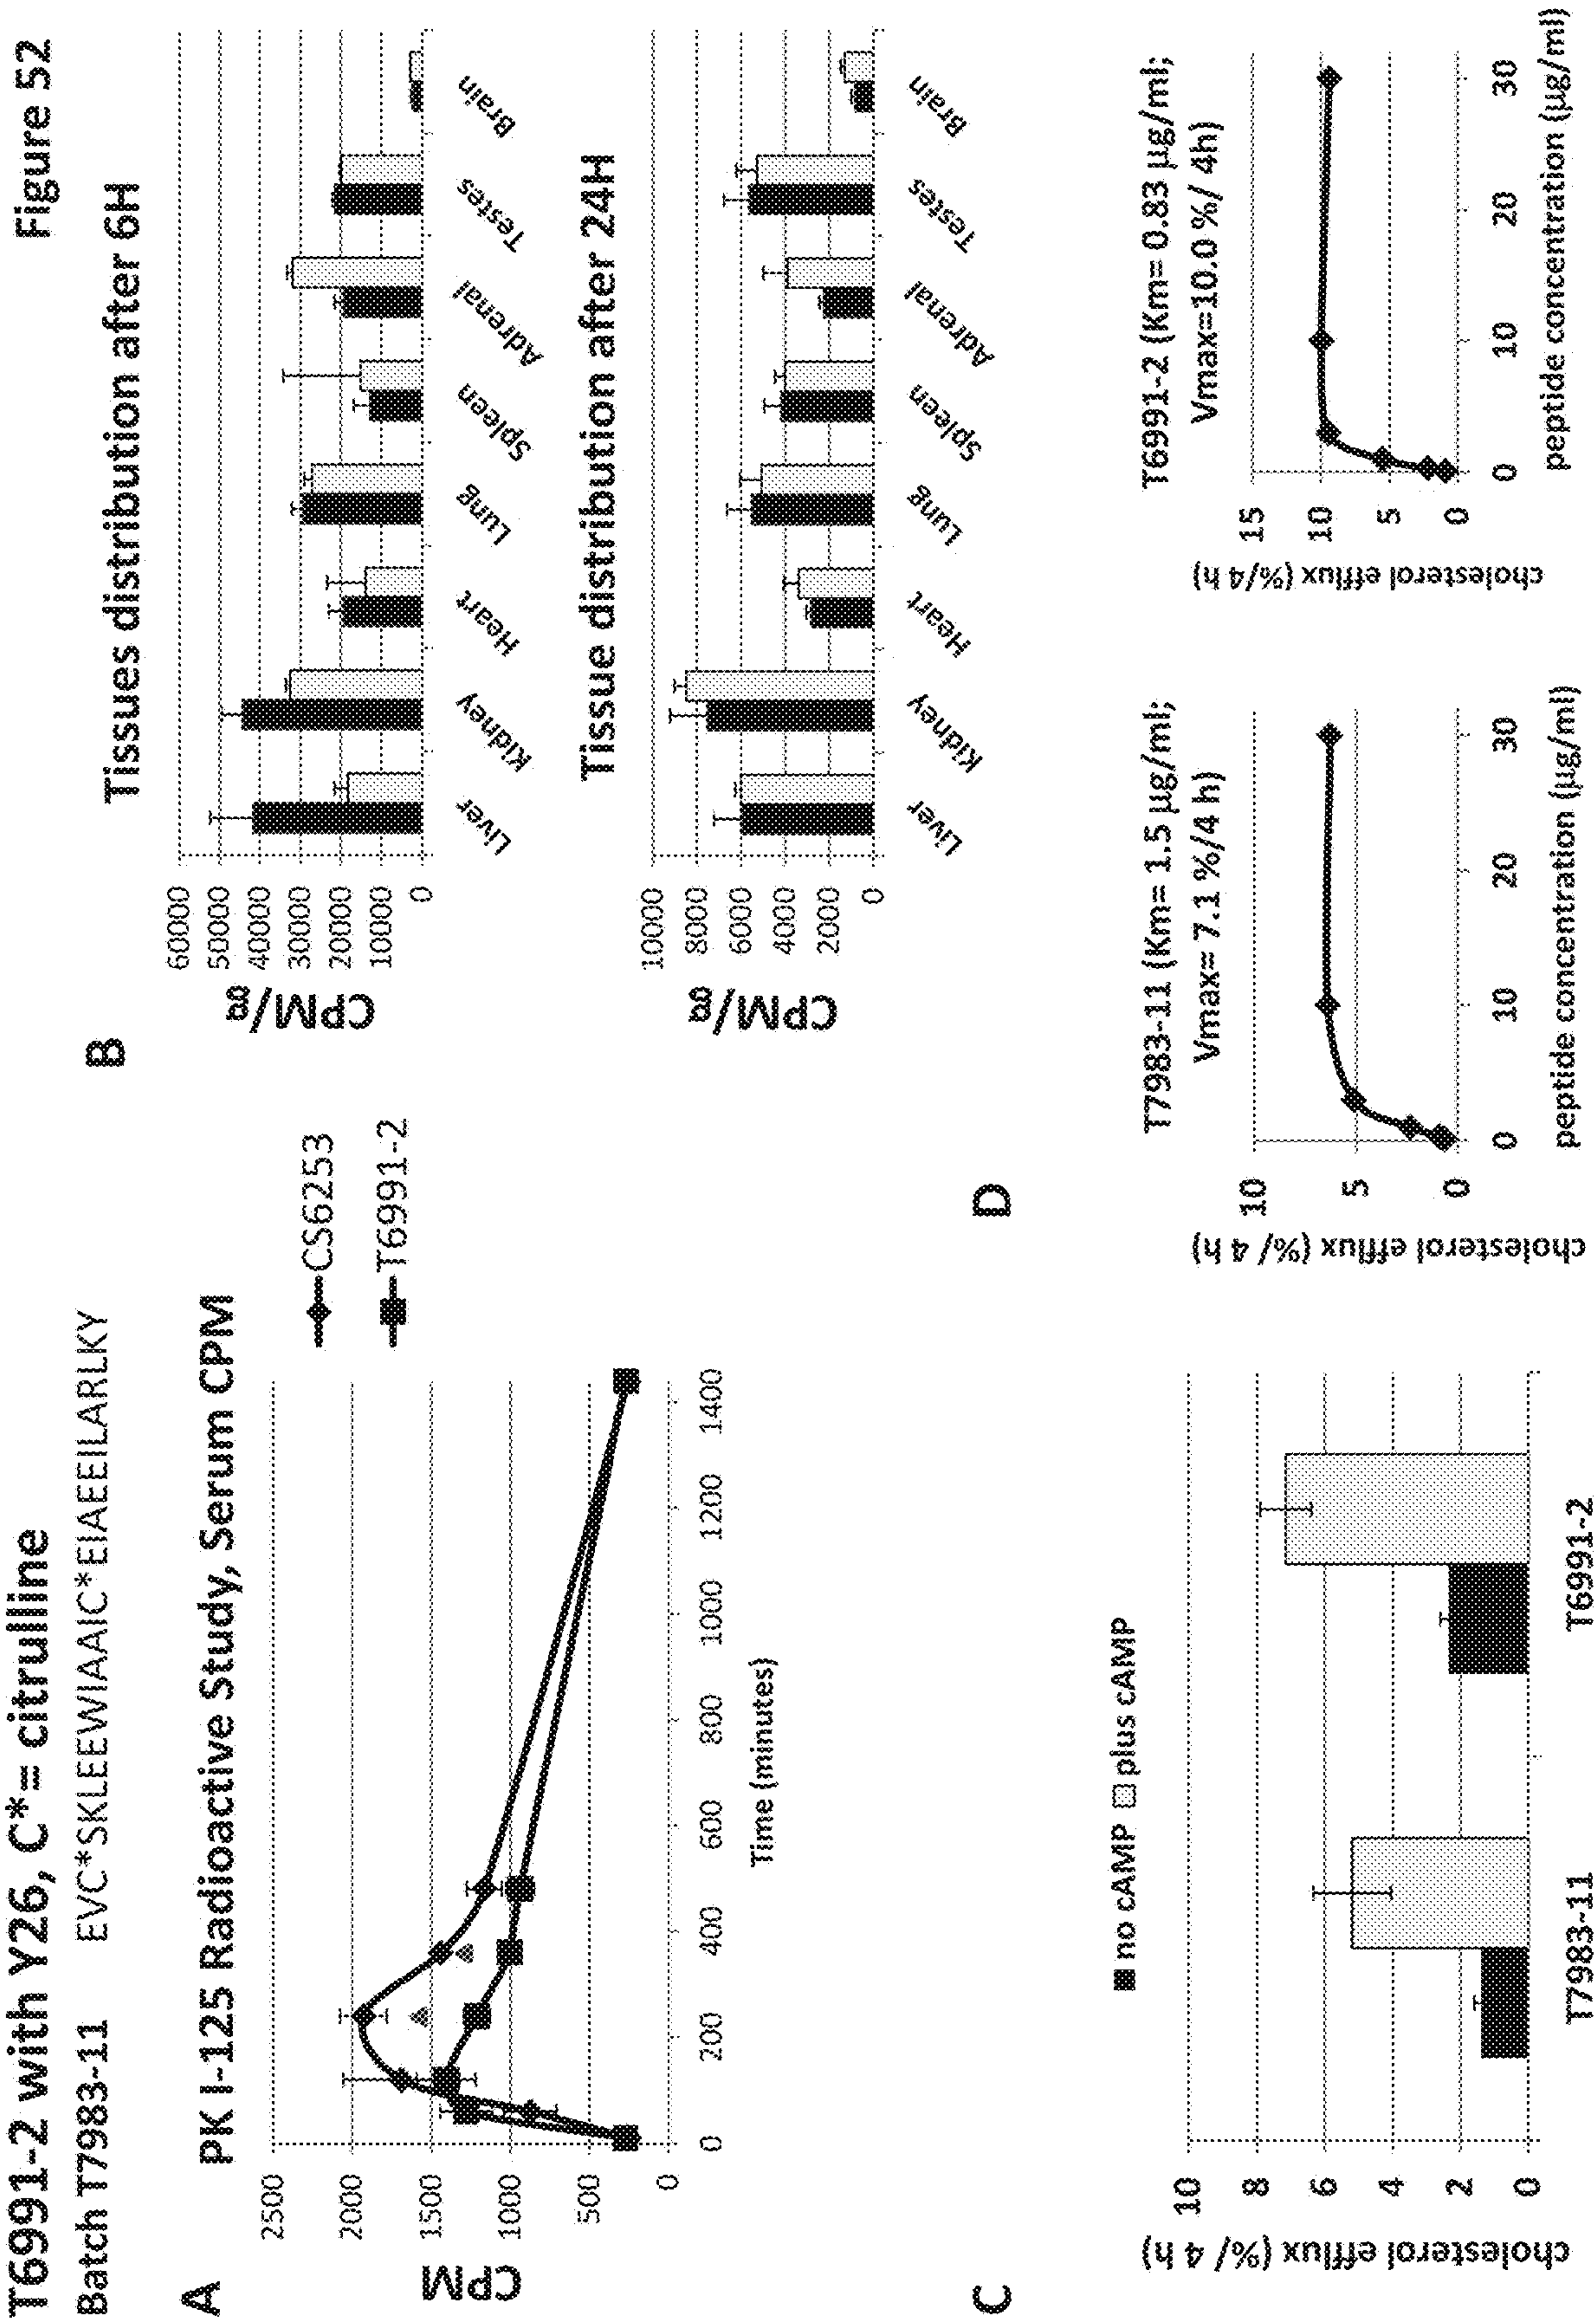 Figure 52
T6991-2 with Y26, C*= citrulline
Batch T7983-11 EVC*SKLEEWIAAIC*EIAEEILARLKY
A
PK I-125 Radioactive Study, Serum CPM
CPM
2500
2000
1500
1000
500
0
0 200 400 600 800 1000 1200 1400
Time (minutes)
CS6253
T6991-2
B
Tissues distribution after 6H
CPM/g
60000
50000
40000
30000
20000
10000
0
Liver Kidney Heart Lung Spleen Adrenal Testes Brain
Tissue distribution after 24H
CPM/g
10000
8000
6000
4000
2000
0
Liver Kidney Heart Lung Spleen Adrenal Testes Brain
C
no cAMP plus cAMP
cholesterol efflux (%/ 4 h)
10
8
6
4
2
0
T7983-11 T6991-2
D
T7983-11 (Km= 1.5 µg/ml;
Vmax= 7.1 %/4 h)
cholesterol efflux (%/ 4 h)
10
5
0
0 10 20 30
peptide concentration (µg/ml)
T6991-2 (Km= 0.83 µg/ml;
Vmax=10.0 %/ 4h)
cholesterol efflux (%/4 h)
15
10
5
0
0 10 20 30
peptide concentration (µg/ml)